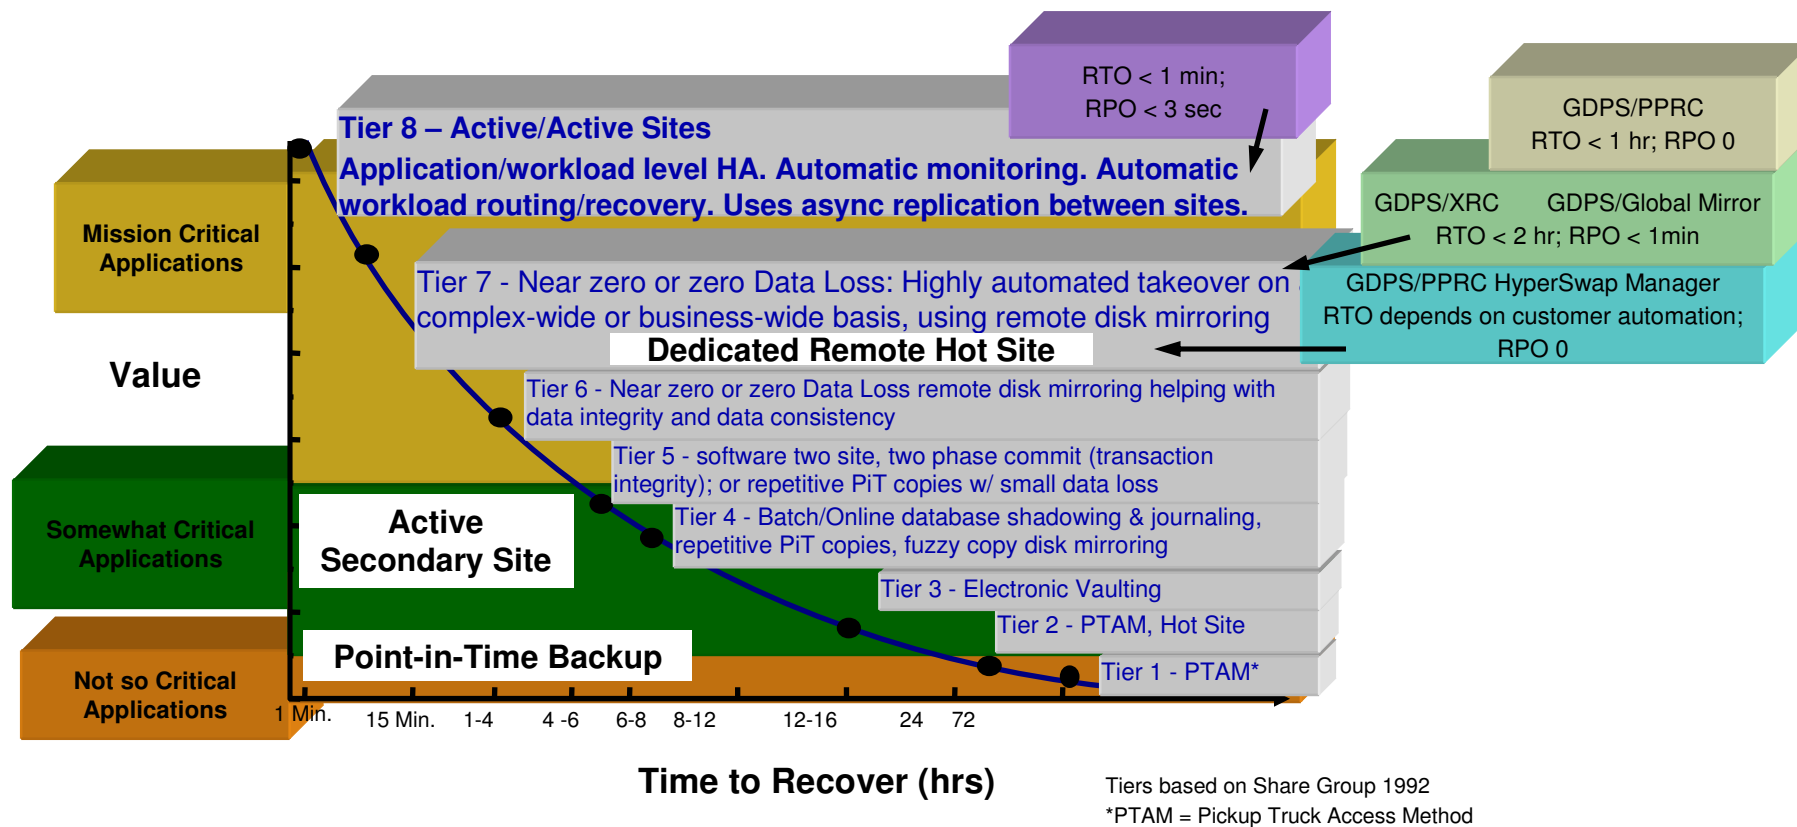 RTO < 1 min;
RPO < 3 sec
GDPS/PPRC
RTO < 1 hr; RPO 0
GDPS/XRC GDPS/Global Mirror
RTO < 2 hr; RPO < 1min
GDPS/PPRC HyperSwap Manager
RTO depends on customer automation;
RPO 0
Tier 8 – Active/Active Sites
Application/workload level HA. Automatic monitoring. Automatic
workload routing/recovery. Uses async replication between sites.
Mission Critical
Applications
Tier 7 - Near zero or zero Data Loss: Highly automated takeover on
complex-wide or business-wide basis, using remote disk mirroring
Dedicated Remote Hot Site
Value
Tier 6 - Near zero or zero Data Loss remote disk mirroring helping with
data integrity and data consistency
Tier 5 - software two site, two phase commit (transaction
integrity); or repetitive PiT copies w/ small data loss
Somewhat Critical
Applications
Active
Secondary Site
Tier 4 - Batch/Online database shadowing & journaling,
repetitive PiT copies, fuzzy copy disk mirroring
Tier 3 - Electronic Vaulting
Tier 2 - PTAM, Hot Site
Point-in-Time Backup
Tier 1 - PTAM*
Not so Critical
Applications
1 Min. 15 Min. 1-4 4 -6 6-8 8-12 12-16 24 72
Time to Recover (hrs)
Tiers based on Share Group 1992
*PTAM = Pickup Truck Access Method